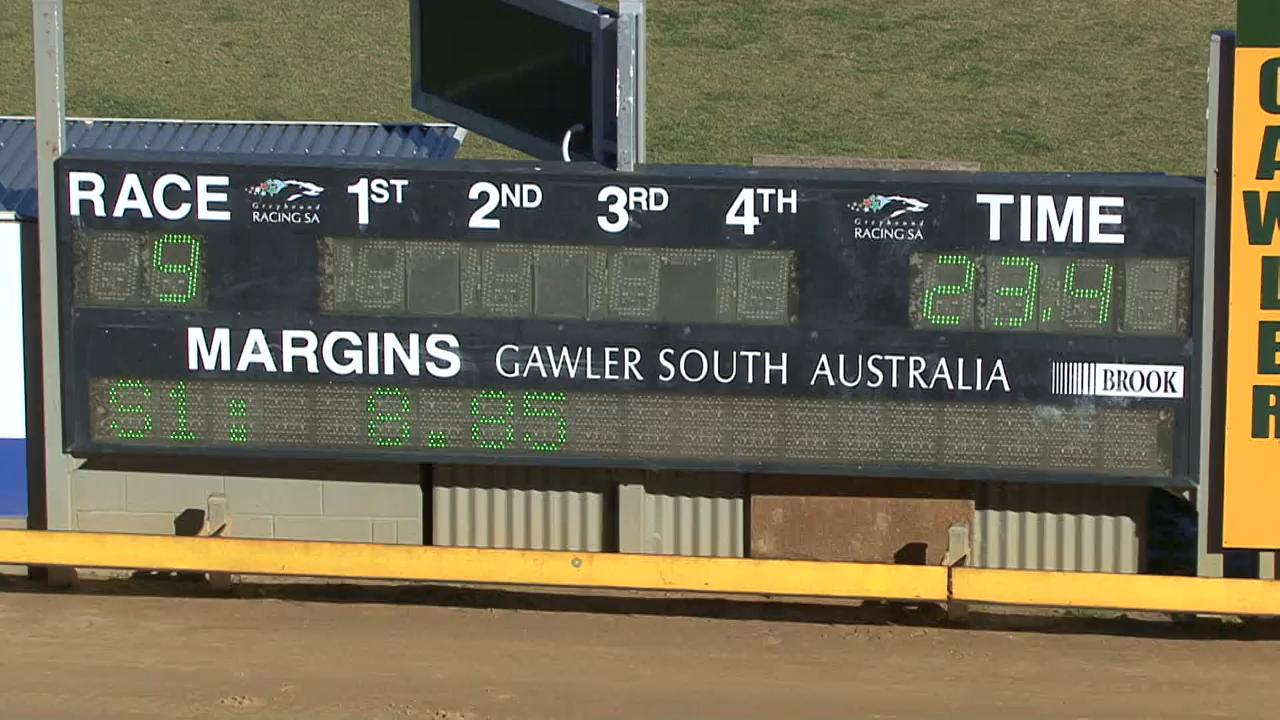 RACE Greyhound RACING SA 1ST 2ND 3RD 4TH Greyhound RACING SA TIME
9 23.4
MARGINS GAWLER SOUTH AUSTRALIA BROOK
S1: 8.85
GAWLER